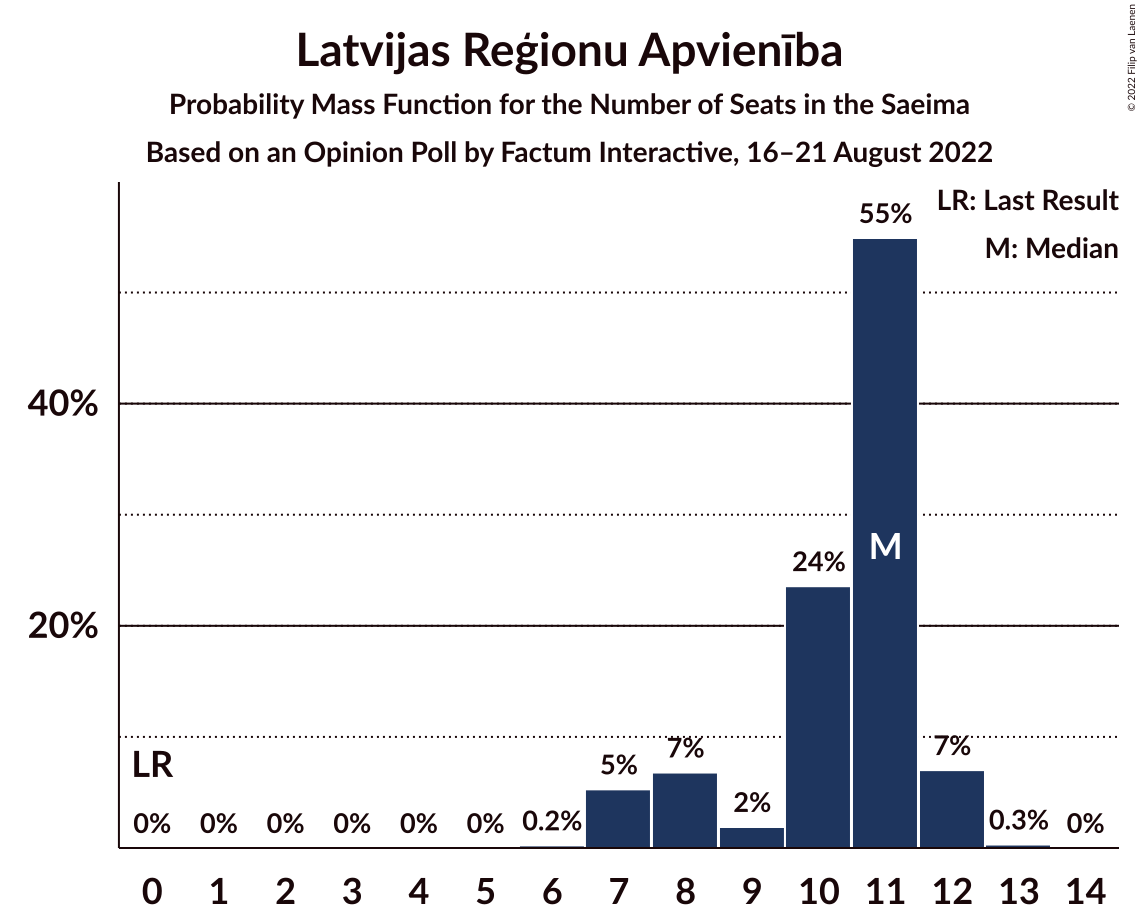 Latvijas Reģionu Apvienība
Probability Mass Function for the Number of Seats in the Saeima
Based on an Opinion Poll by Factum Interactive, 16–21 August 2022
© 2022 Filip van Laenen
LR: Last Result
M: Median
55%
40%
M
24%
20%
LR
0% 0% 0% 0% 0% 0% 0.2% 5% 7% 2% 7% 0.3% 0%
0 1 2 3 4 5 6 7 8 9 10 11 12 13 14